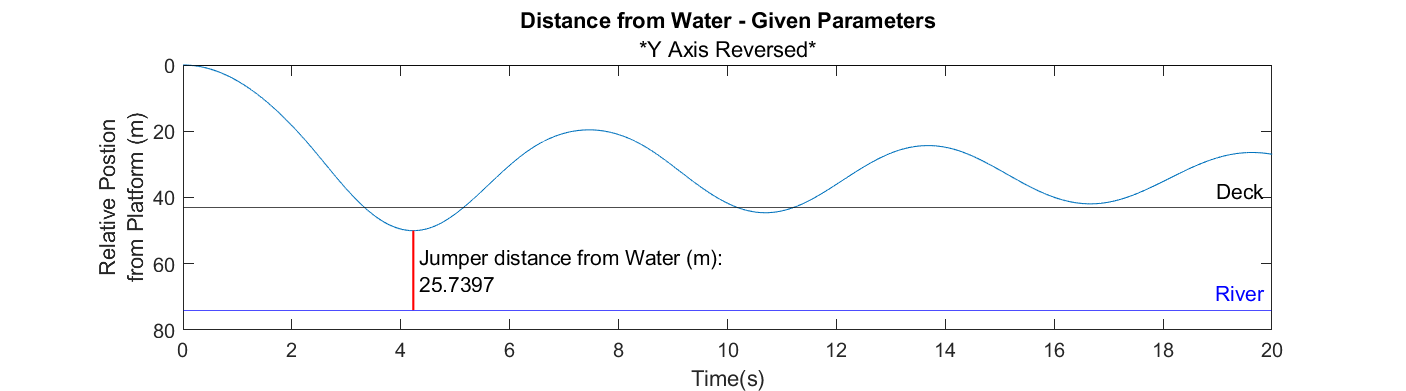 Distance from Water - Given Parameters
*Y Axis Reversed*
Relative Postion
from Platform (m)
0
20
40
60
80
Deck
Jumper distance from Water (m):
25.7397
River
0 2 4 6 8 10 12 14 16 18 20
Time(s)